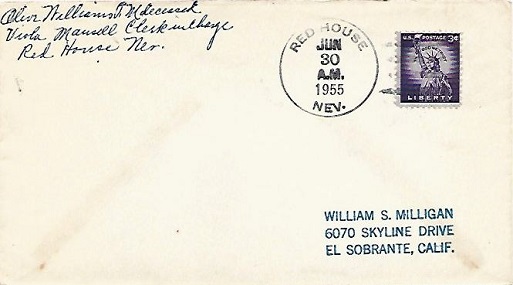 Olive Williams P.M deceased
Viola Mansell Clerk in charge
Red House Nev.
RED HOUSE
JUN
30
A.M.
1955
NEV.
U.S. POSTAGE 3¢
LIBERTY
WILLIAM S. MILLIGAN
6070 SKYLINE DRIVE
EL SOBRANTE, CALIF.